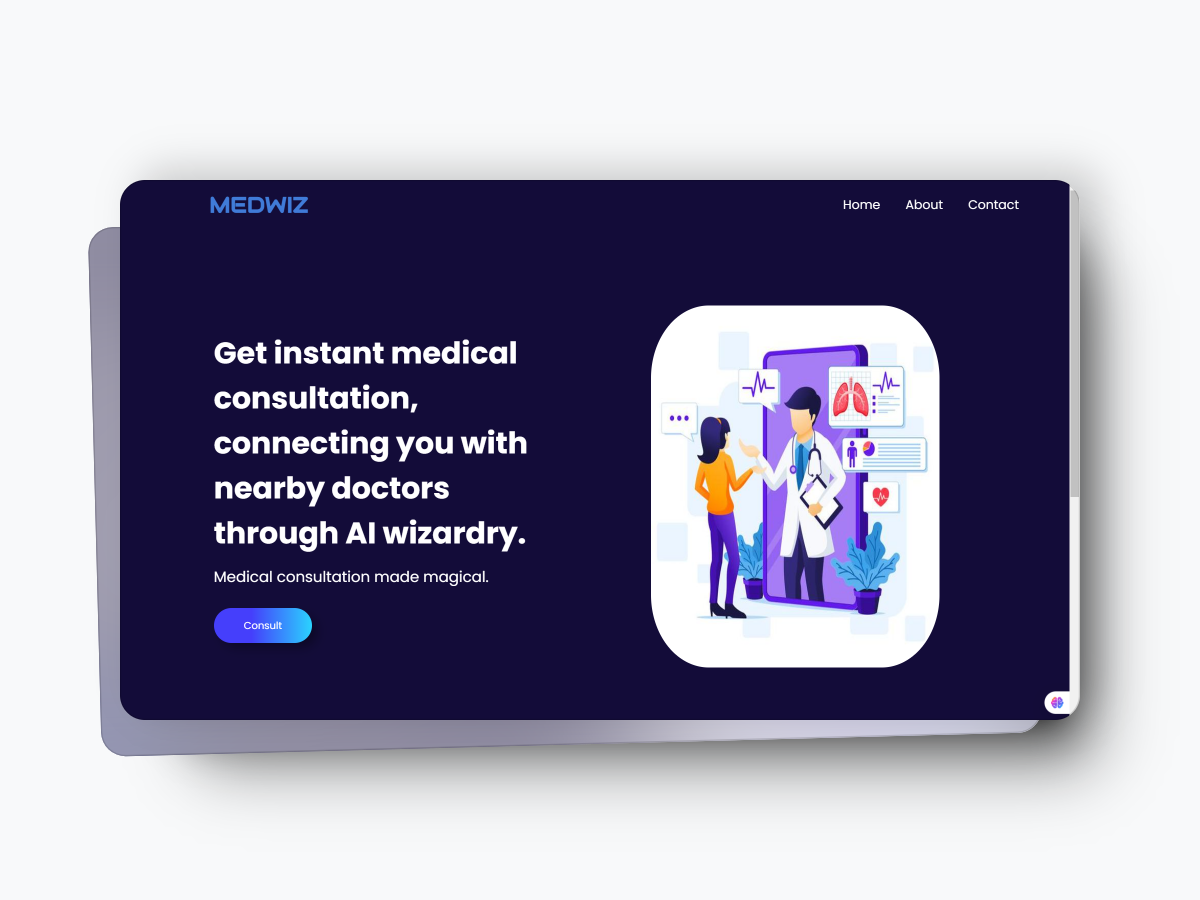 MEDWIZ
Home About Contact
Get instant medical
consultation,
connecting you with
nearby doctors
through AI wizardry.
Medical consultation made magical.
Consult